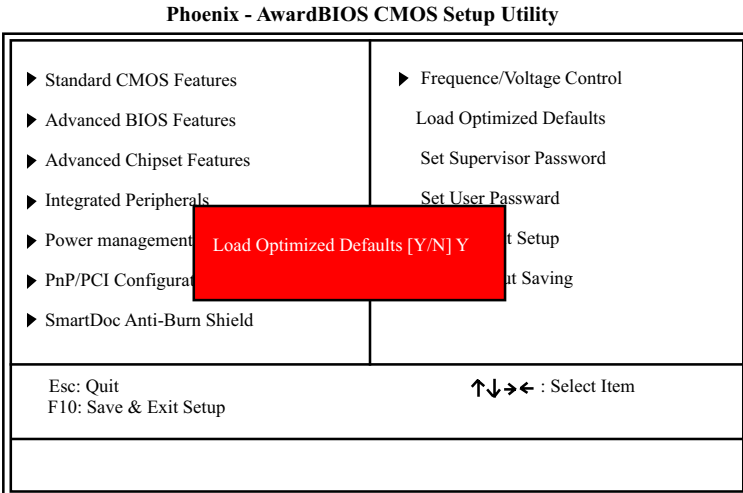 Phoenix - AwardBIOS CMOS Setup Utility
Standard CMOS Features
Advanced BIOS Features
Advanced Chipset Features
Integrated Peripherals
Power management
PnP/PCI Configurat
SmartDoc Anti-Burn Shield
Frequence/Voltage Control
Load Optimized Defaults
Set Supervisor Password
Set User Passward
t Setup
ut Saving
Load Optimized Defaults [Y/N] Y
Esc: Quit
F10: Save & Exit Setup
↑↓→← : Select Item